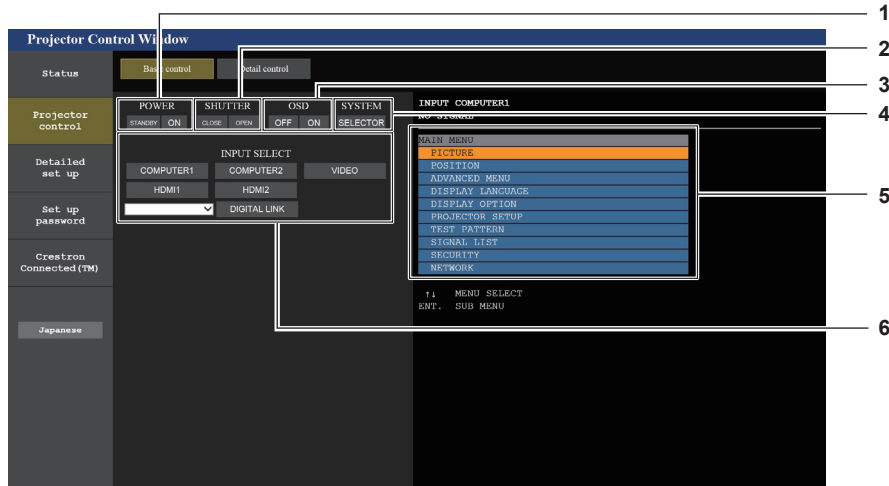 1
Projector Control Window
2
Status
Basic control
Detail control
3
POWER
SHUTTER
OSD
SYSTEM
INPUT COMPUTER1
4
Projector
control
STANDBY
ON
CLOSE
OPEN
OFF
ON
SELECTOR
NO SIGNAL
MAIN MENU
PICTURE
INPUT SELECT
Detailed
set up
COMPUTER1
COMPUTER2
VIDEO
POSITION
ADVANCED MENU
HDMI1
HDMI2
DISPLAY LANGUAGE
5
DIGITAL LINK
DISPLAY OPTION
Set up
password
PROJECTOR SETUP
TEST PATTERN
SIGNAL LIST
SECURITY
Crestron
Connected(TM)
NETWORK
↑↓ MENU SELECT
ENT. SUB MENU
Japanese
6